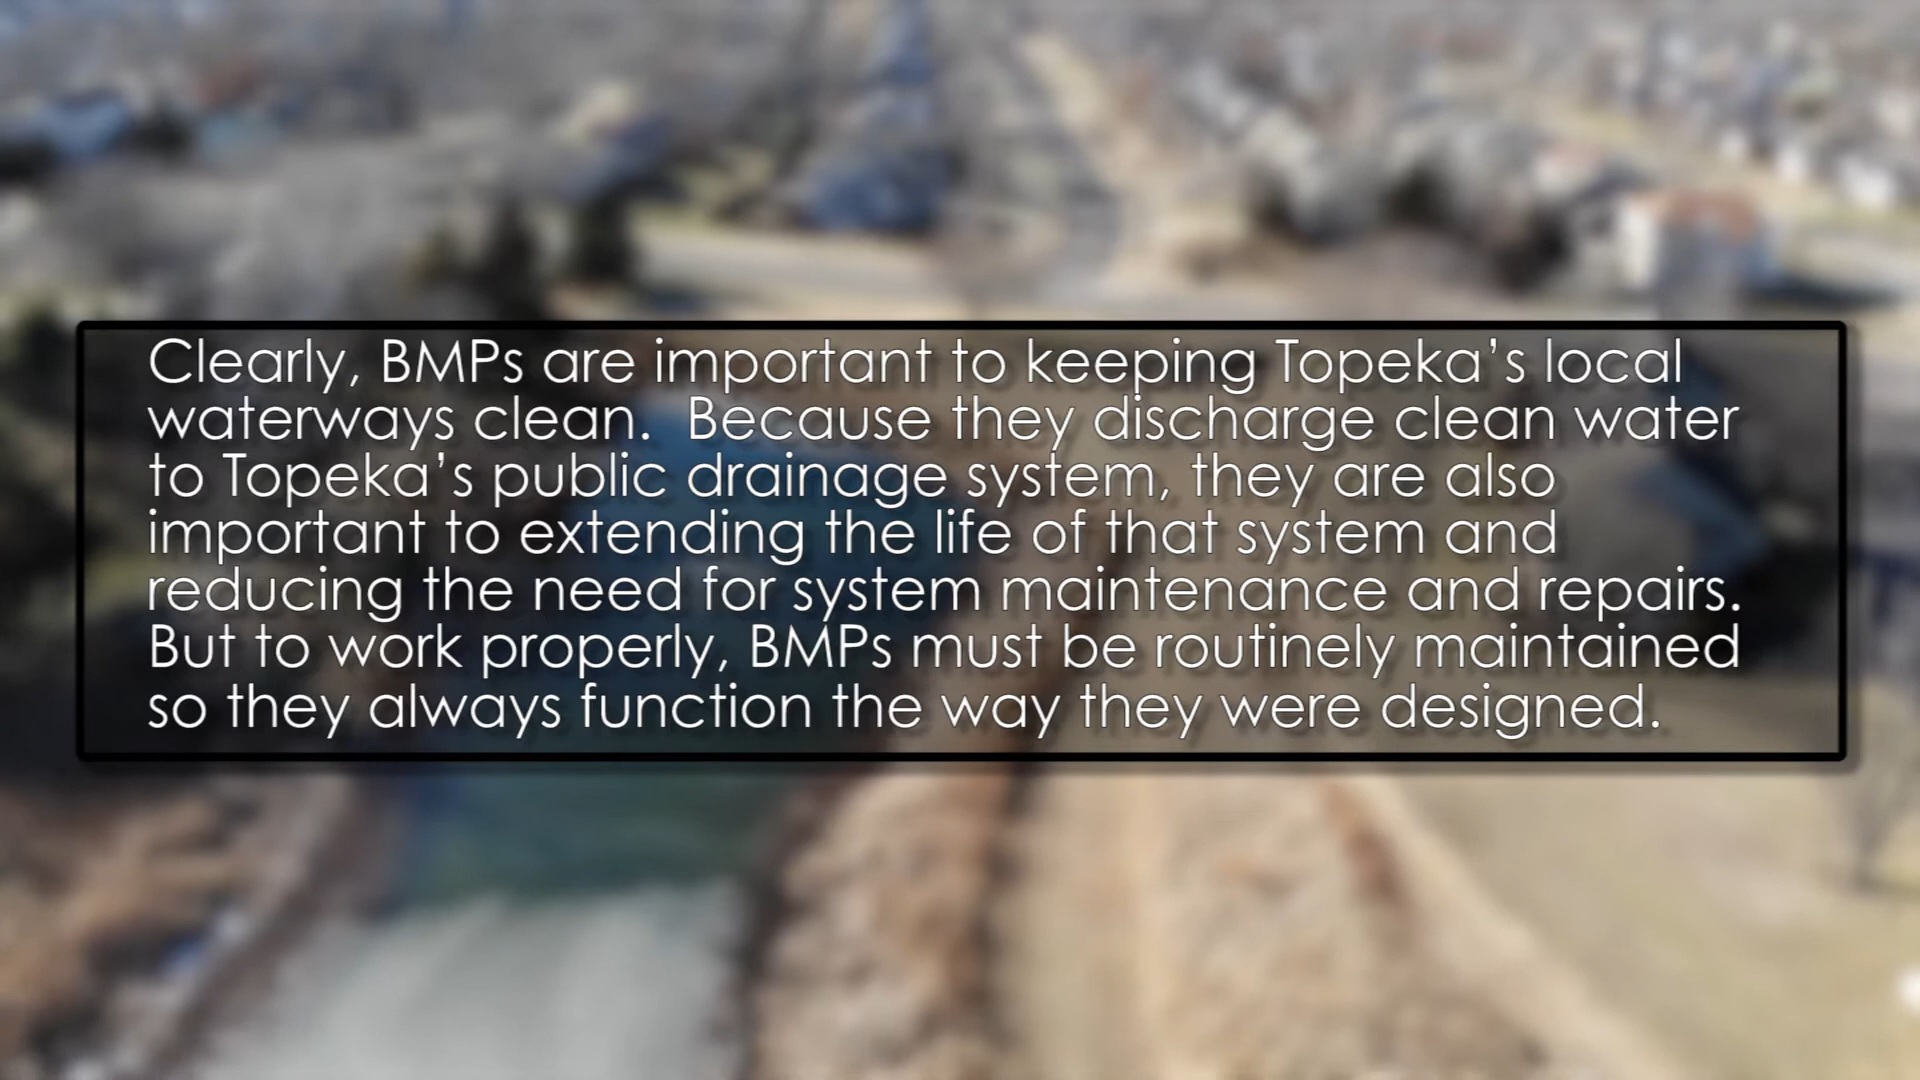 Clearly, BMPs are important to keeping Topeka’s local
waterways clean.  Because they discharge clean water
to Topeka’s public drainage system, they are also
important to extending the life of that system and
reducing the need for system maintenance and repairs.
But to work properly, BMPs must be routinely maintained
so they always function the way they were designed.